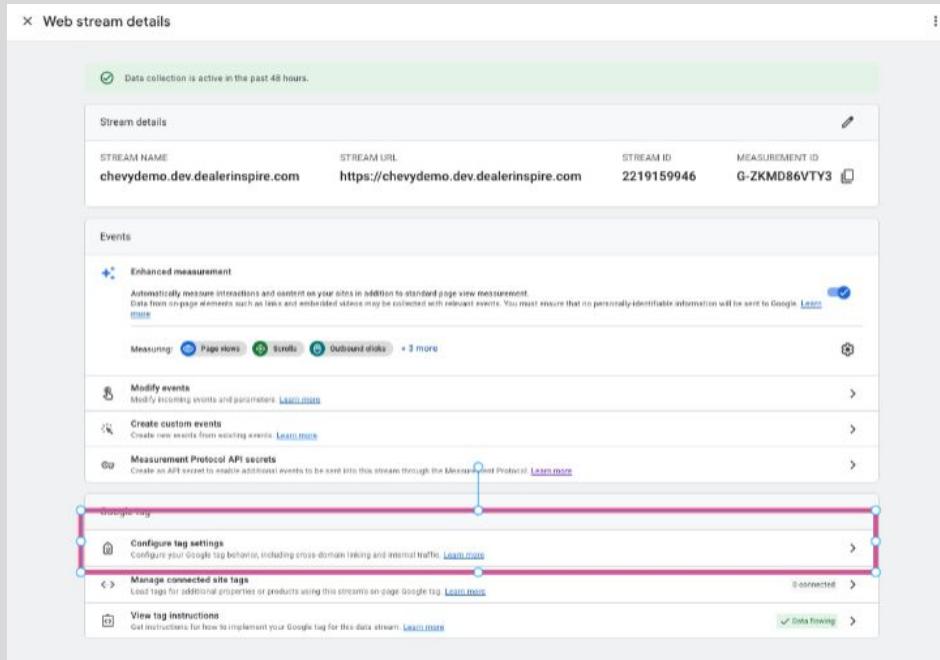 Web stream details
Data collection is active in the past 48 hours.
Stream details
STREAM NAME STREAM URL STREAM ID MEASUREMENT ID
chevydemo.dev.dealerinspire.com https://chevydemo.dev.dealerinspire.com 2219159946 G-ZKMD86VTY3
Events
Enhanced measurement
Automatically measure interactions and content on your sites in addition to standard page view measurement.
Data from on-page elements such as links and embedded videos may be collected with relevant events. You must ensure that no personally-identifiable information will be sent to Google. Learn
more
Measuring: Page views Scrolls Outbound clicks + 3 more
Modify events
Modify incoming events and parameters. Learn more
Create custom events
Create new events from existing events. Learn more
Measurement Protocol API secrets
Create an API secret to enable additional events to be sent into this stream through the Measurement Protocol. Learn more
Google tag
Configure tag settings
Configure your Google tag behavior, including cross-domain linking and internal traffic. Learn more
Manage connected site tags 0 connected
Load tags for additional properties or products using this stream's on-page Google tag. Learn more
View tag instructions
Get instructions for how to implement your Google tag for this data stream. Learn more
Data flowing